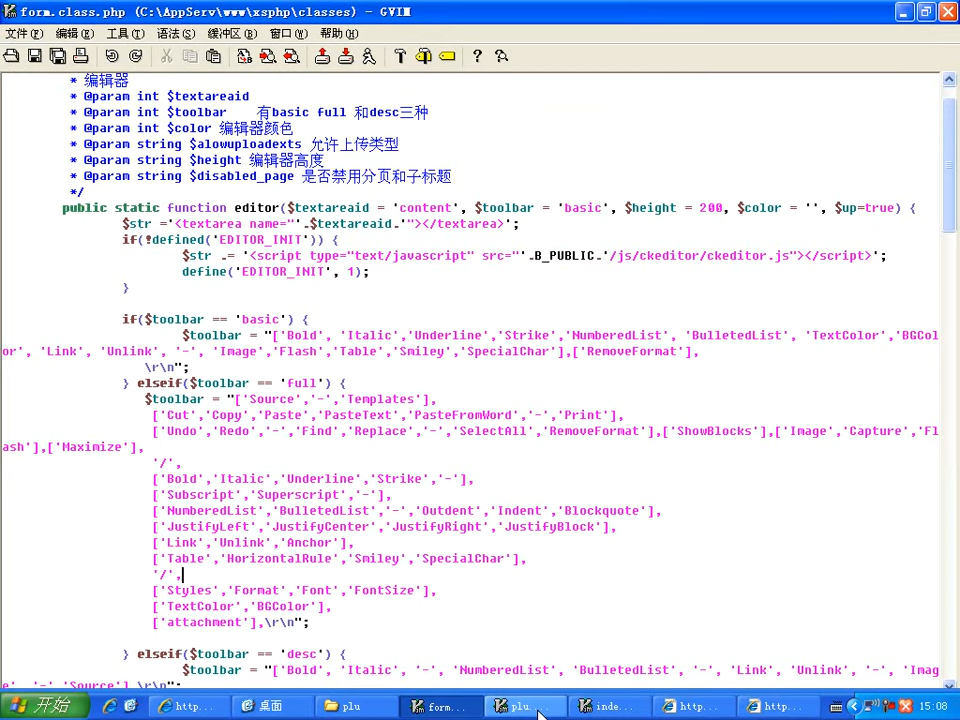 form.class.php (C:\AppServ\www\xsphp\classes) - GVIM
文件(F) 编辑(E) 工具(T) 语法(S) 缓冲区(B) 窗口(W) 帮助(H)
* 编辑器
* @param int $textareaid
* @param int $toolbar 有basic full 和desc三种
* @param int $color 编辑器颜色
* @param string $alowuploadexts 允许上传类型
* @param string $height 编辑器高度
* @param string $disabled_page 是否禁用分页和子标题
*/
public static function editor($textareaid = 'content', $toolbar = 'basic', $height = 200, $color = '', $up=true) {
$str ='<textarea name="'.$textareaid.'"></textarea>';
if(!defined('EDITOR_INIT')) {
$str .= '<script type="text/javascript" src="'.B_PUBLIC.'/js/ckeditor/ckeditor.js"></script>';
define('EDITOR_INIT', 1);
}
if($toolbar == 'basic') {
$toolbar = "['Bold', 'Italic','Underline','Strike','NumberedList', 'BulletedList', 'TextColor','BGCol
or', 'Link', 'Unlink', '-', 'Image','Flash','Table','Smiley','SpecialChar'],['RemoveFormat'],
\r\n";
} elseif($toolbar == 'full') {
$toolbar = "['Source','-','Templates'],
['Cut','Copy','Paste','PasteText','PasteFromWord','-','Print'],
['Undo','Redo','-','Find','Replace','-','SelectAll','RemoveFormat'],['ShowBlocks'],['Image','Capture','Fl
ash'],['Maximize'],
'/',
['Bold','Italic','Underline','Strike','-'],
['Subscript','Superscript','-'],
['NumberedList','BulletedList','-','Outdent','Indent','Blockquote'],
['JustifyLeft','JustifyCenter','JustifyRight','JustifyBlock'],
['Link','Unlink','Anchor'],
['Table','HorizontalRule','Smiley','SpecialChar'],
'/',
['Styles','Format','Font','FontSize'],
['TextColor','BGColor'],
['attachment'],\r\n";
} elseif($toolbar == 'desc') {
$toolbar = "['Bold', 'Italic', '-', 'NumberedList', 'BulletedList', '-', 'Link', 'Unlink', '-', 'Imag
e', '-','Source'],\r\n";
开始 http... 桌面 plu form... plu... inde... http... http... 15:08